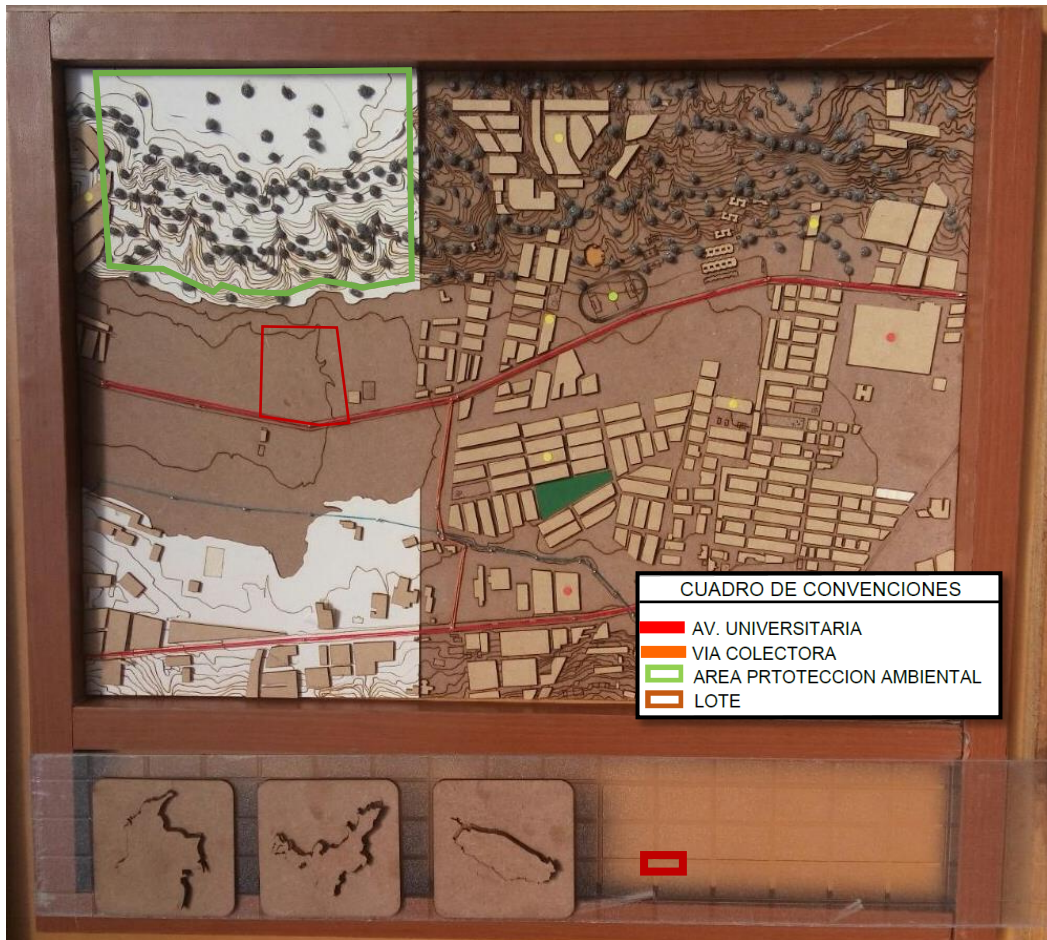 CUADRO DE CONVENCIONES
AV. UNIVERSITARIA
VIA COLECTORA
AREA PRTOTECCION AMBIENTAL
LOTE